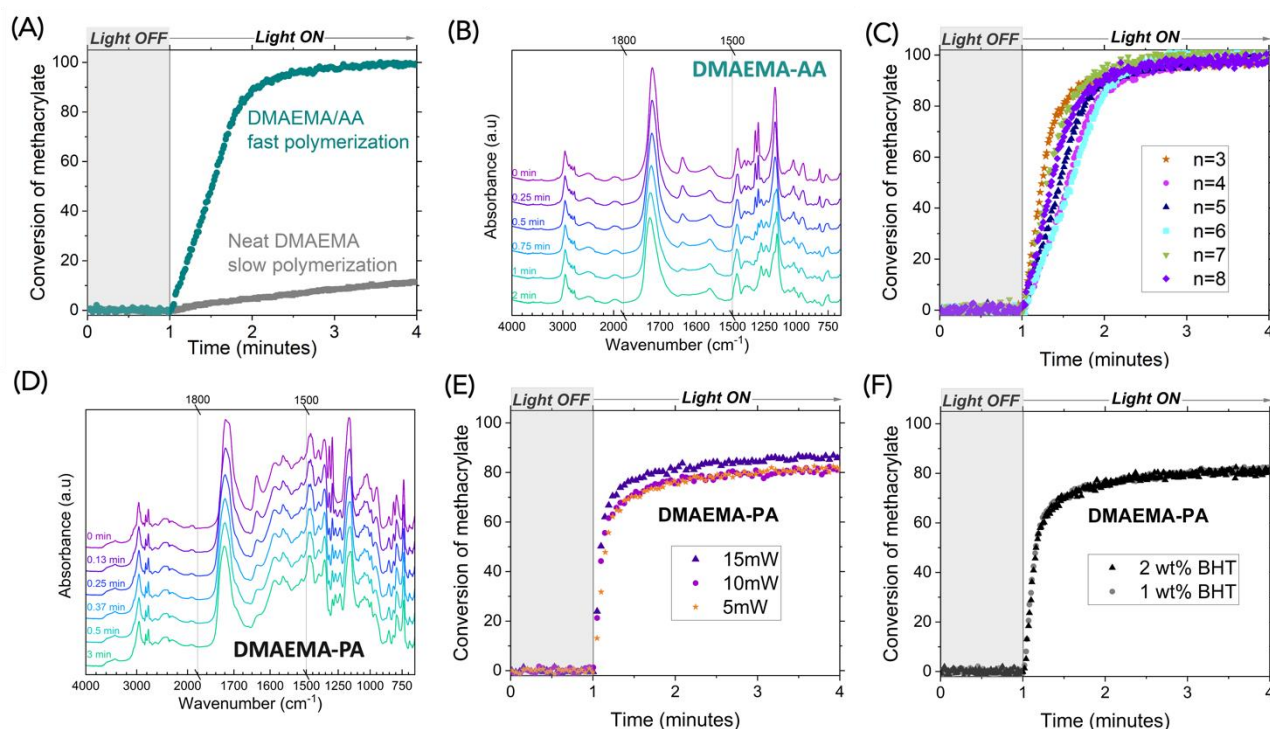 (A)
Light OFF
Light ON
Conversion of methacrylate
100
80
60
40
20
0
DMAEMA/AA
fast polymerization
Neat DMAEMA
slow polymerization
0 1 2 3 4
Time (minutes)
(B)
1800 1500
DMAEMA-AA
Absorbance (a.u)
0 min
0.25 min
0.5 min
0.75 min
1 min
2 min
4000 3000 2000 1700 1500 1250 1000 750
Wavenumber (cm⁻¹)
(C)
Light OFF
Light ON
Conversion of methacrylate
100
80
60
40
20
0
n=3
n=4
n=5
n=6
n=7
n=8
0 1 2 3 4
Time (minutes)
(D)
1800 1500
Absorbance (a.u)
0 min
0.13 min
0.25 min
0.37 min
0.5 min
3 min
DMAEMA-PA
4000 3000 2000 1700 1500 1250 1000 750
Wavenumber (cm⁻¹)
(E)
Light OFF
Light ON
Conversion of methacrylate
100
80
60
40
20
0
DMAEMA-PA
15mW
10mW
5mW
0 1 2 3 4
Time (minutes)
(F)
Light OFF
Light ON
Conversion of methacrylate
100
80
60
40
20
0
DMAEMA-PA
2 wt% BHT
1 wt% BHT
0 1 2 3 4
Time (minutes)